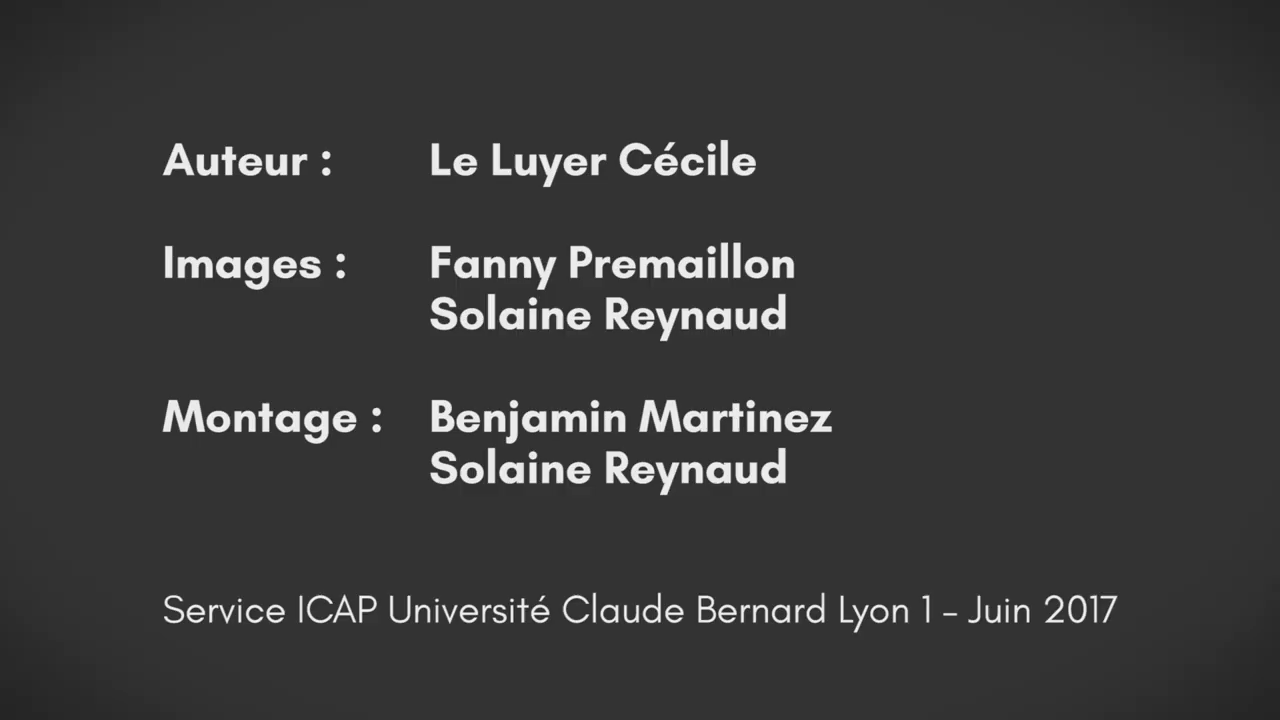 Auteur : Le Luyer Cécile
Images : Fanny Premaillon
Solaine Reynaud
Montage : Benjamin Martinez
Solaine Reynaud
Service ICAP Université Claude Bernard Lyon 1 – Juin 2017